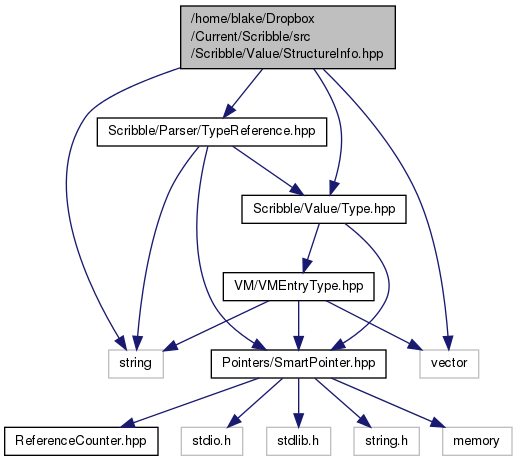 /home/blake/Dropbox
/Current/Scribble/src
/Scribble/Value/StructureInfo.hpp
Scribble/Parser/TypeReference.hpp
Scribble/Value/Type.hpp
VM/VMEntryType.hpp
string
Pointers/SmartPointer.hpp
vector
ReferenceCounter.hpp
stdio.h
stdlib.h
string.h
memory